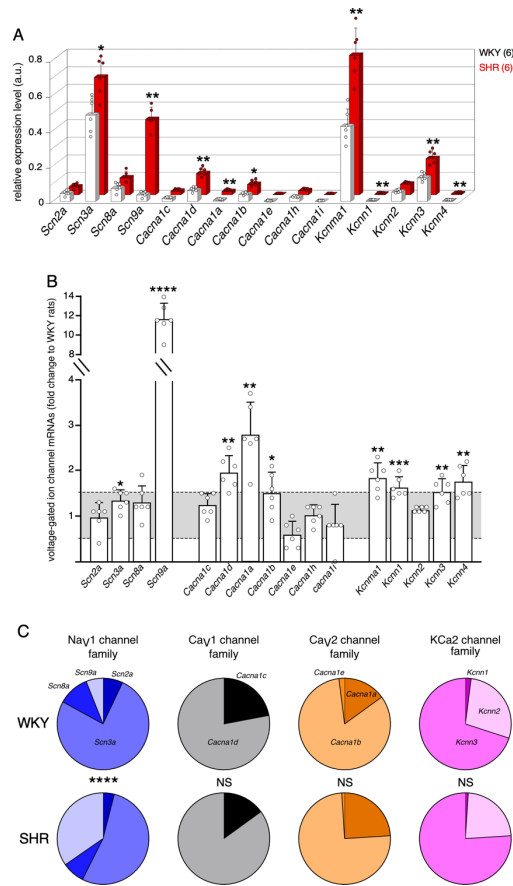 A
WKY (6)
SHR (6)
relative expression level (a.u.)
0.8
0.6
0.4
0.2
0
* ** ** ** * ** ** ** **
Scn2a Scn3a Scn8a Scn9a Cacna1c Cacna1d Cacna1a Cacna1b Cacna1e Cacna1h Cacna1i Kcnma1 Kcnn1 Kcnn2 Kcnn3 Kcnn4
B
voltage-gated ion channel mRNAs (fold change to WKY rats)
14
12
10
8
4
2
1
**** * ** ** * ** *** ** **
Scn2a Scn3a Scn8a Scn9a Cacna1c Cacna1d Cacna1a Cacna1b Cacna1e Cacna1h cacna1i Kcnma1 Kcnn1 Kcnn2 Kcnn3 Kcnn4
C
NaV1 channel family
CaV1 channel family
CaV2 channel family
KCa2 channel family
WKY
Scn9a Scn2a
Scn8a
Scn3a
Cacna1c
Cacna1d
Cacna1e
Cacna1a
Cacna1b
Kcnn1
Kcnn2
Kcnn3
**** NS NS NS
SHR